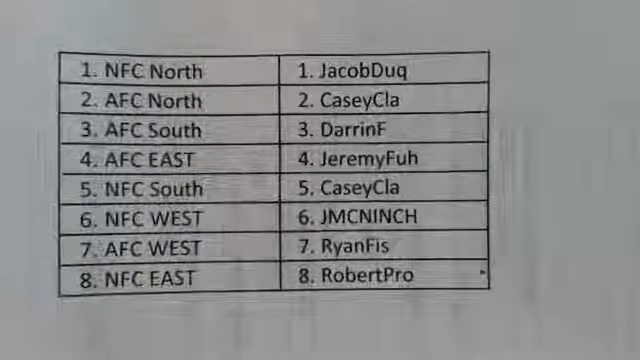 1. NFC North 1. JacobDuq
2. AFC North 2. CaseyCla
3. AFC South 3. DarrinF
4. AFC EAST 4. JeremyFuh
5. NFC South 5. CaseyCla
6. NFC WEST 6. JMCNINCH
7. AFC WEST 7. RyanFis
8. NFC EAST 8. RobertPro